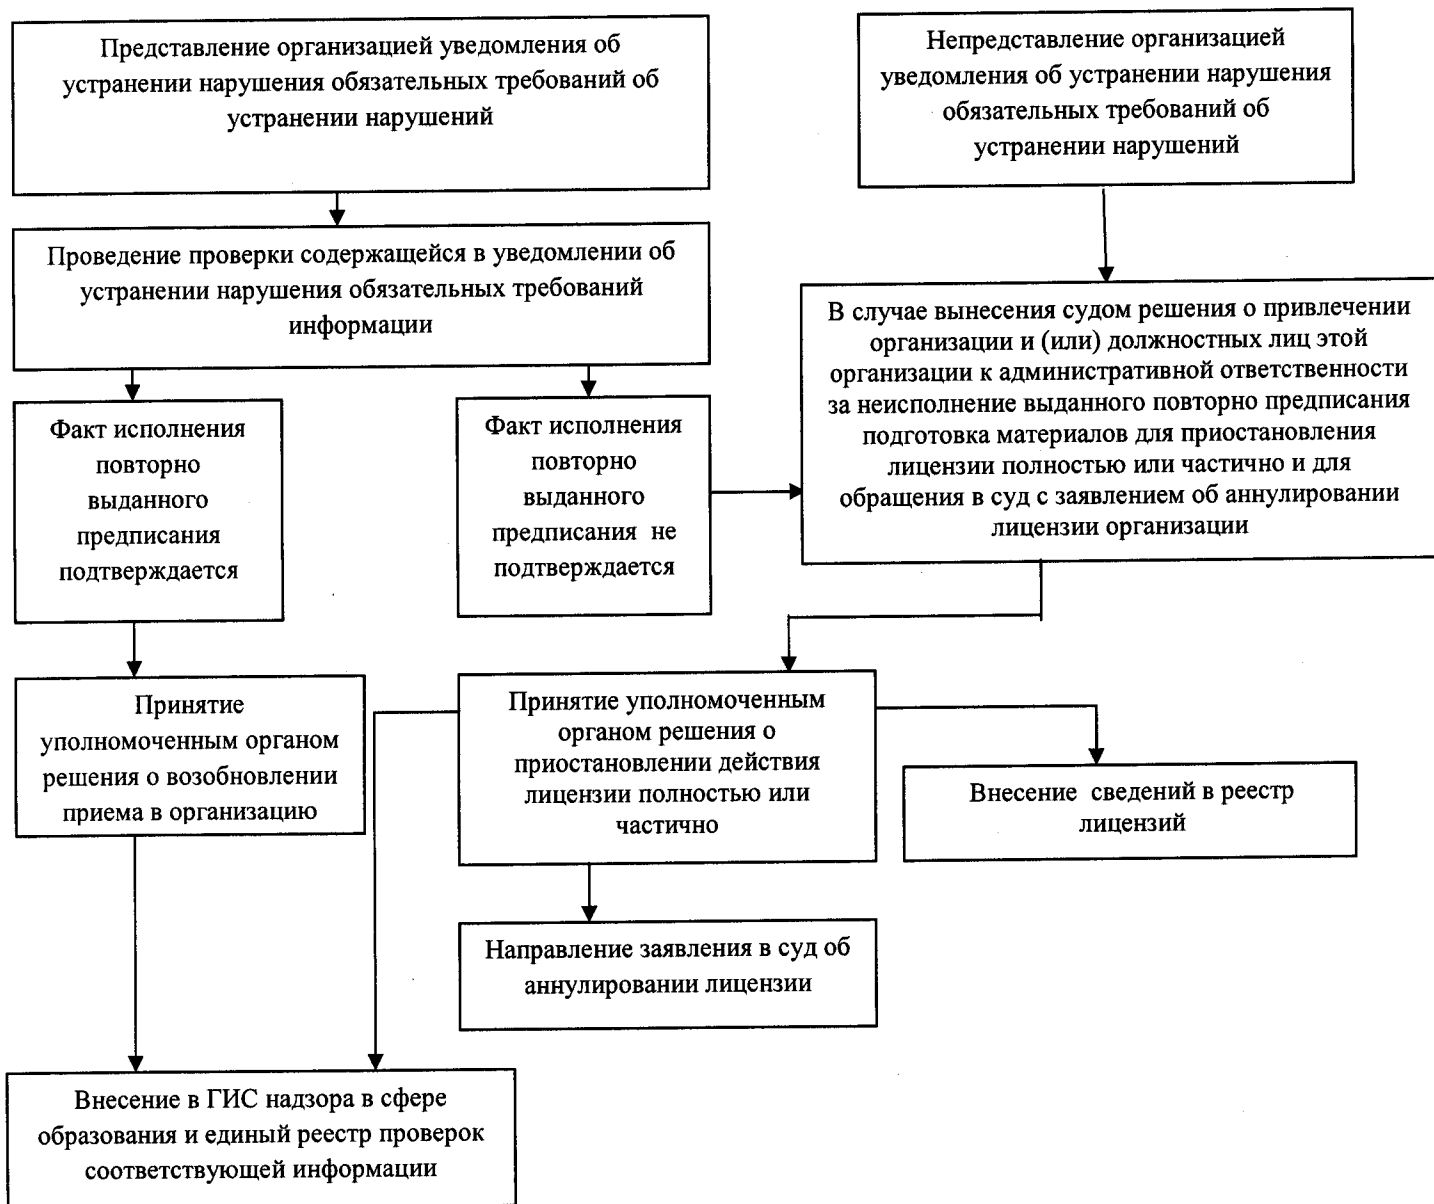 Представление организацией уведомления об
устранении нарушения обязательных требований об
устранении нарушений
Непредставление организацией
уведомления об устранении нарушения
обязательных требований об
устранении нарушений
Проведение проверки содержащейся в уведомлении об
устранении нарушения обязательных требований
информации
В случае вынесения судом решения о привлечении
организации и (или) должностных лиц этой
организации к административной ответственности
за неисполнение выданного повторно предписания
подготовка материалов для приостановления
лицензии полностью или частично и для
обращения в суд с заявлением об аннулировании
лицензии организации
Факт исполнения
повторно
выданного
предписания
подтверждается
Факт исполнения
повторно
выданного
предписания не
подтверждается
Принятие
уполномоченным органом
решения о возобновлении
приема в организацию
Принятие уполномоченным
органом решения о
приостановлении действия
лицензии полностью или
частично
Внесение сведений в реестр
лицензий
Направление заявления в суд об
аннулировании лицензии
Внесение в ГИС надзора в сфере
образования и единый реестр проверок
соответствующей информации